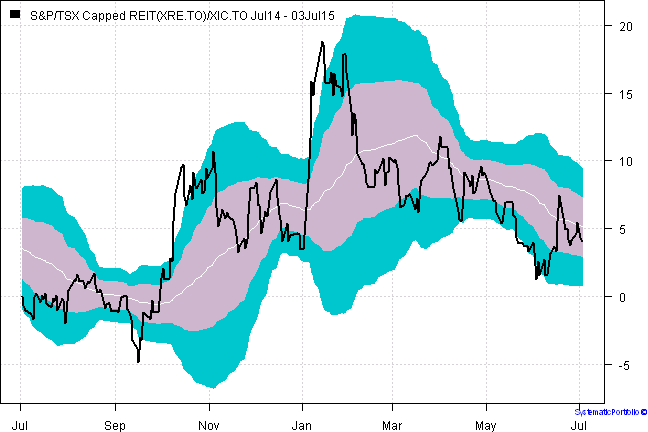 S&P/TSX Capped REIT(XRE.TO)/XIC.TO Jul14 - 03Jul15
20
15
10
5
0
-5
Jul Sep Nov Jan Mar May Jul
SystematicPortfolio ©